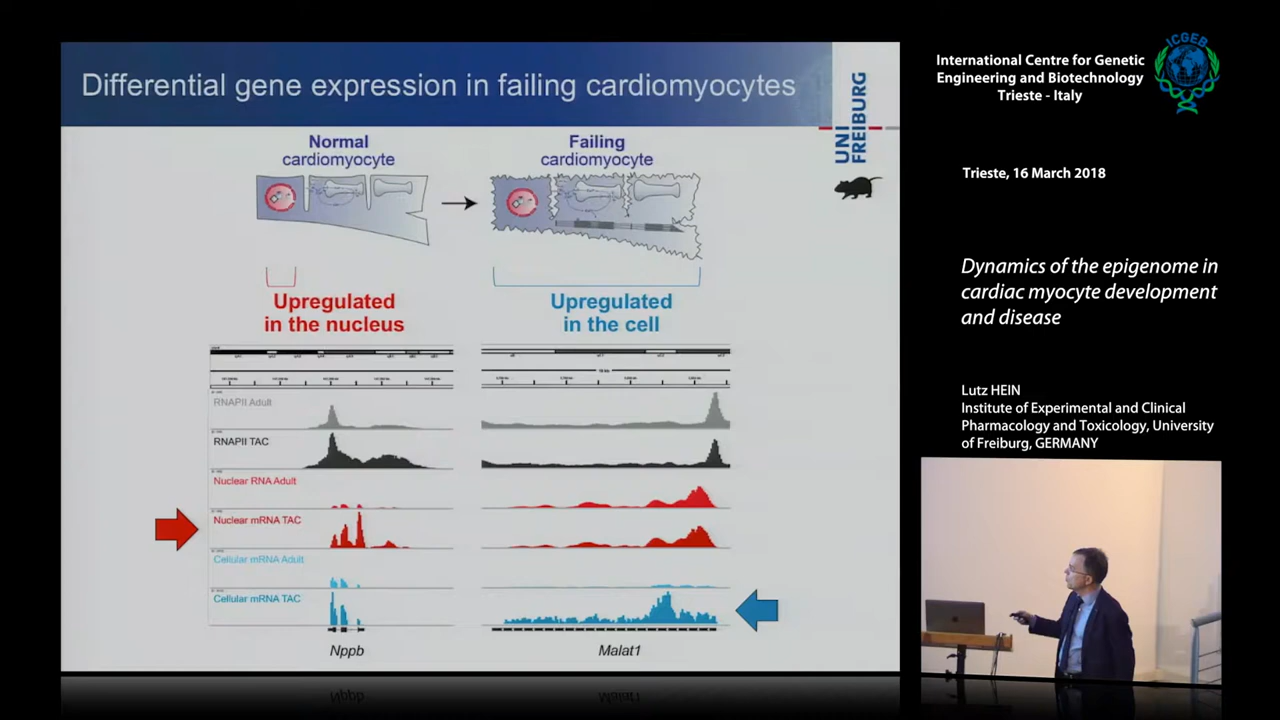 Differential gene expression in failing cardiomyocytes
UNI
FREIBURG
Normal
cardiomyocyte
Failing
cardiomyocyte
Upregulated
in the nucleus
Upregulated
in the cell
RNAPII Adult
RNAPII TAC
Nuclear RNA Adult
Nuclear mRNA TAC
Cellular mRNA Adult
Cellular mRNA TAC
Nppb
Malat1
International Centre for Genetic
Engineering and Biotechnology
Trieste - Italy
ICGEB
Trieste, 16 March 2018
Dynamics of the epigenome in
cardiac myocyte development
and disease
Lutz HEIN
Institute of Experimental and Clinical
Pharmacology and Toxicology, University
of Freiburg, GERMANY